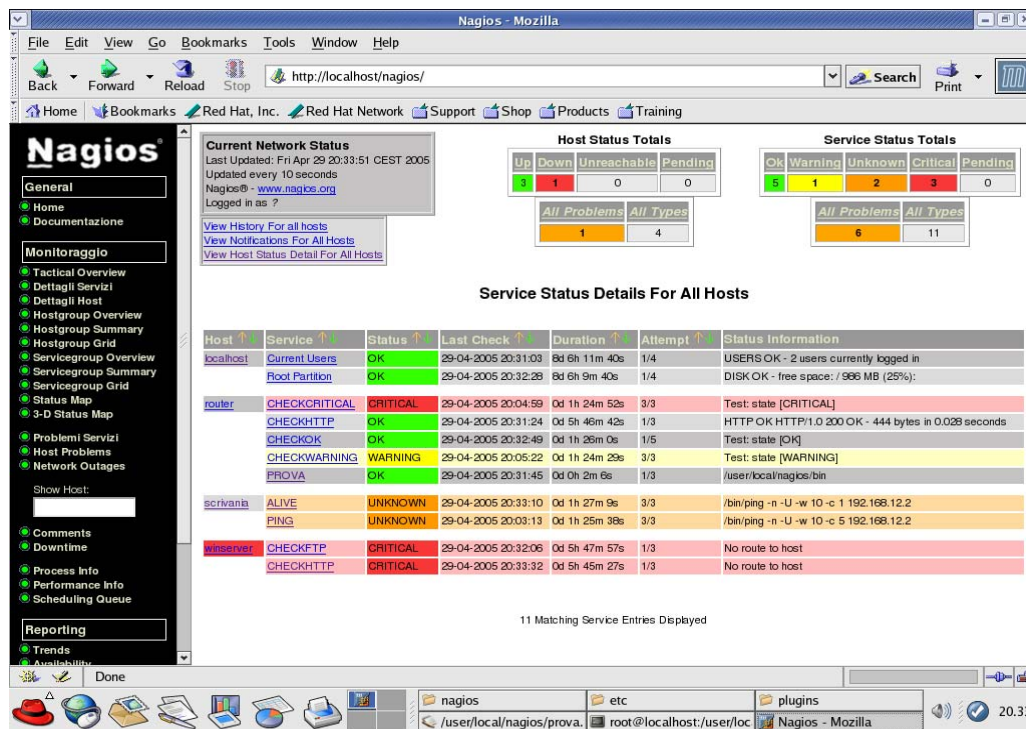 Nagios - Mozilla
File Edit View Go Bookmarks Tools Window Help
Back Forward Reload Stop http://localhost/nagios/ Search Print
Home Bookmarks Red Hat, Inc. Red Hat Network Support Shop Products Training
Nagios®
General
Home
Documentazione
Monitoraggio
Tactical Overview
Dettagli Servizi
Dettagli Host
Hostgroup Overview
Hostgroup Summary
Hostgroup Grid
Servicegroup Overview
Servicegroup Summary
Servicegroup Grid
Status Map
3-D Status Map
Problemi Servizi
Host Problems
Network Outages
Show Host:
Comments
Downtime
Process Info
Performance Info
Scheduling Queue
Reporting
Trends
Availability
Current Network Status
Last Updated: Fri Apr 29 20:33:51 CEST 2005
Updated every 10 seconds
Nagios® - www.nagios.org
Logged in as ?
View History For all hosts
View Notifications For All Hosts
View Host Status Detail For All Hosts
Host Status Totals
Up Down Unreachable Pending
3 1 0 0
All Problems All Types
1 4
Service Status Totals
Ok Warning Unknown Critical Pending
5 1 2 3 0
All Problems All Types
6 11
Service Status Details For All Hosts
Host Service Status Last Check Duration Attempt Status Information
localhost Current Users OK 29-04-2005 20:31:03 8d 6h 11m 40s 1/4 USERS OK - 2 users currently logged in
Root Partition OK 29-04-2005 20:32:28 8d 6h 9m 40s 1/4 DISK OK - free space: / 986 MB (25%):
router CHECKCRITICAL CRITICAL 29-04-2005 20:04:59 0d 1h 24m 52s 3/3 Test: state [CRITICAL]
CHECKHTTP OK 29-04-2005 20:31:24 0d 5h 46m 42s 1/3 HTTP OK HTTP/1.0 200 OK - 444 bytes in 0.028 seconds
CHECKOK OK 29-04-2005 20:32:49 0d 1h 26m 0s 1/5 Test: state [OK]
CHECKWARNING WARNING 29-04-2005 20:05:22 0d 1h 24m 29s 3/3 Test: state [WARNING]
PROVA OK 29-04-2005 20:31:45 0d 0h 2m 6s 1/3 /user/local/nagios/bin
scrivania ALIVE UNKNOWN 29-04-2005 20:33:10 0d 1h 27m 9s 3/3 /bin/ping -n -U -w 10 -c 1 192.168.12.2
PING UNKNOWN 29-04-2005 20:03:13 0d 1h 25m 38s 3/3 /bin/ping -n -U -w 10 -c 5 192.168.12.2
winserver CHECKFTP CRITICAL 29-04-2005 20:32:06 0d 5h 47m 57s 1/3 No route to host
CHECKHTTP CRITICAL 29-04-2005 20:33:32 0d 5h 45m 27s 1/3 No route to host
11 Matching Service Entries Displayed
Done
nagios etc plugins
/user/local/nagios/prova. root@localhost:/user/loc Nagios - Mozilla